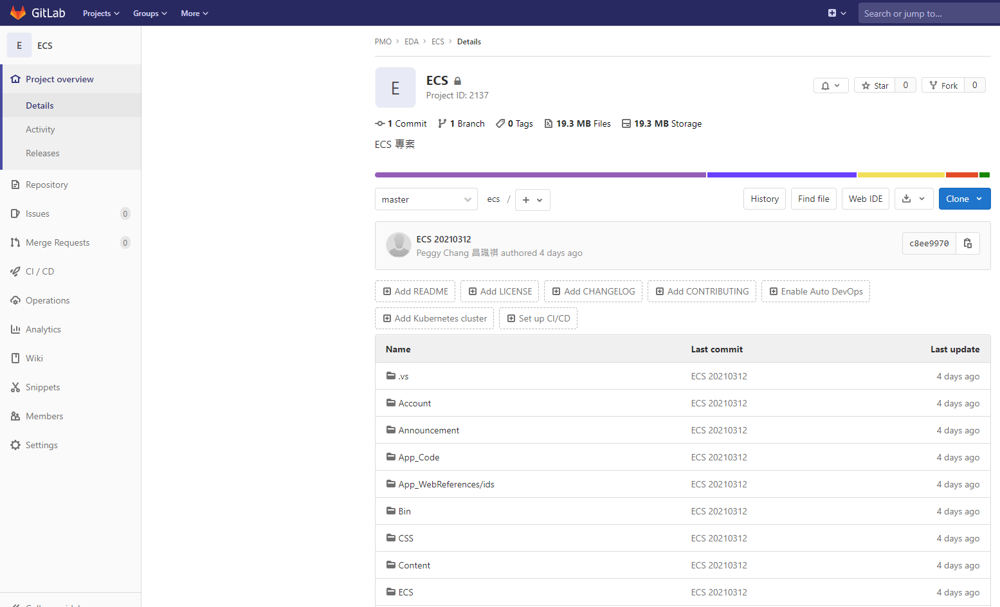 GitLab Projects Groups More Search or jump to...
E ECS
Project overview
Details
Activity
Releases
Repository
Issues 0
Merge Requests 0
CI / CD
Operations
Analytics
Wiki
Snippets
Members
Settings
PMO > EDA > ECS > Details
E
ECS
Project ID: 2137
Star 0 Fork 0
1 Commit 1 Branch 0 Tags 19.3 MB Files 19.3 MB Storage
ECS 專案
master ecs / + History Find file Web IDE Clone
ECS 20210312
Peggy Chang 昌珮祺 authored 4 days ago
c8ee9970
Add README Add LICENSE Add CHANGELOG Add CONTRIBUTING Enable Auto DevOps
Add Kubernetes cluster Set up CI/CD
Name Last commit Last update
.vs ECS 20210312 4 days ago
Account ECS 20210312 4 days ago
Announcement ECS 20210312 4 days ago
App_Code ECS 20210312 4 days ago
App_WebReferences/ids ECS 20210312 4 days ago
Bin ECS 20210312 4 days ago
CSS ECS 20210312 4 days ago
Content ECS 20210312 4 days ago
ECS ECS 20210312 4 days ago